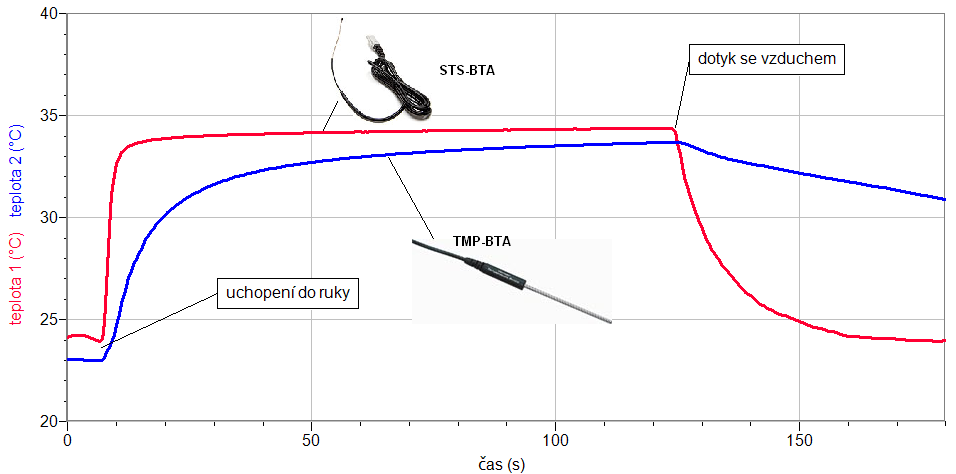 40
35
30
25
20
teplota 1 (°C)   teplota 2 (°C)
STS-BTA
dotyk se vzduchem
TMP-BTA
uchopení do ruky
0
50
100
150
čas (s)